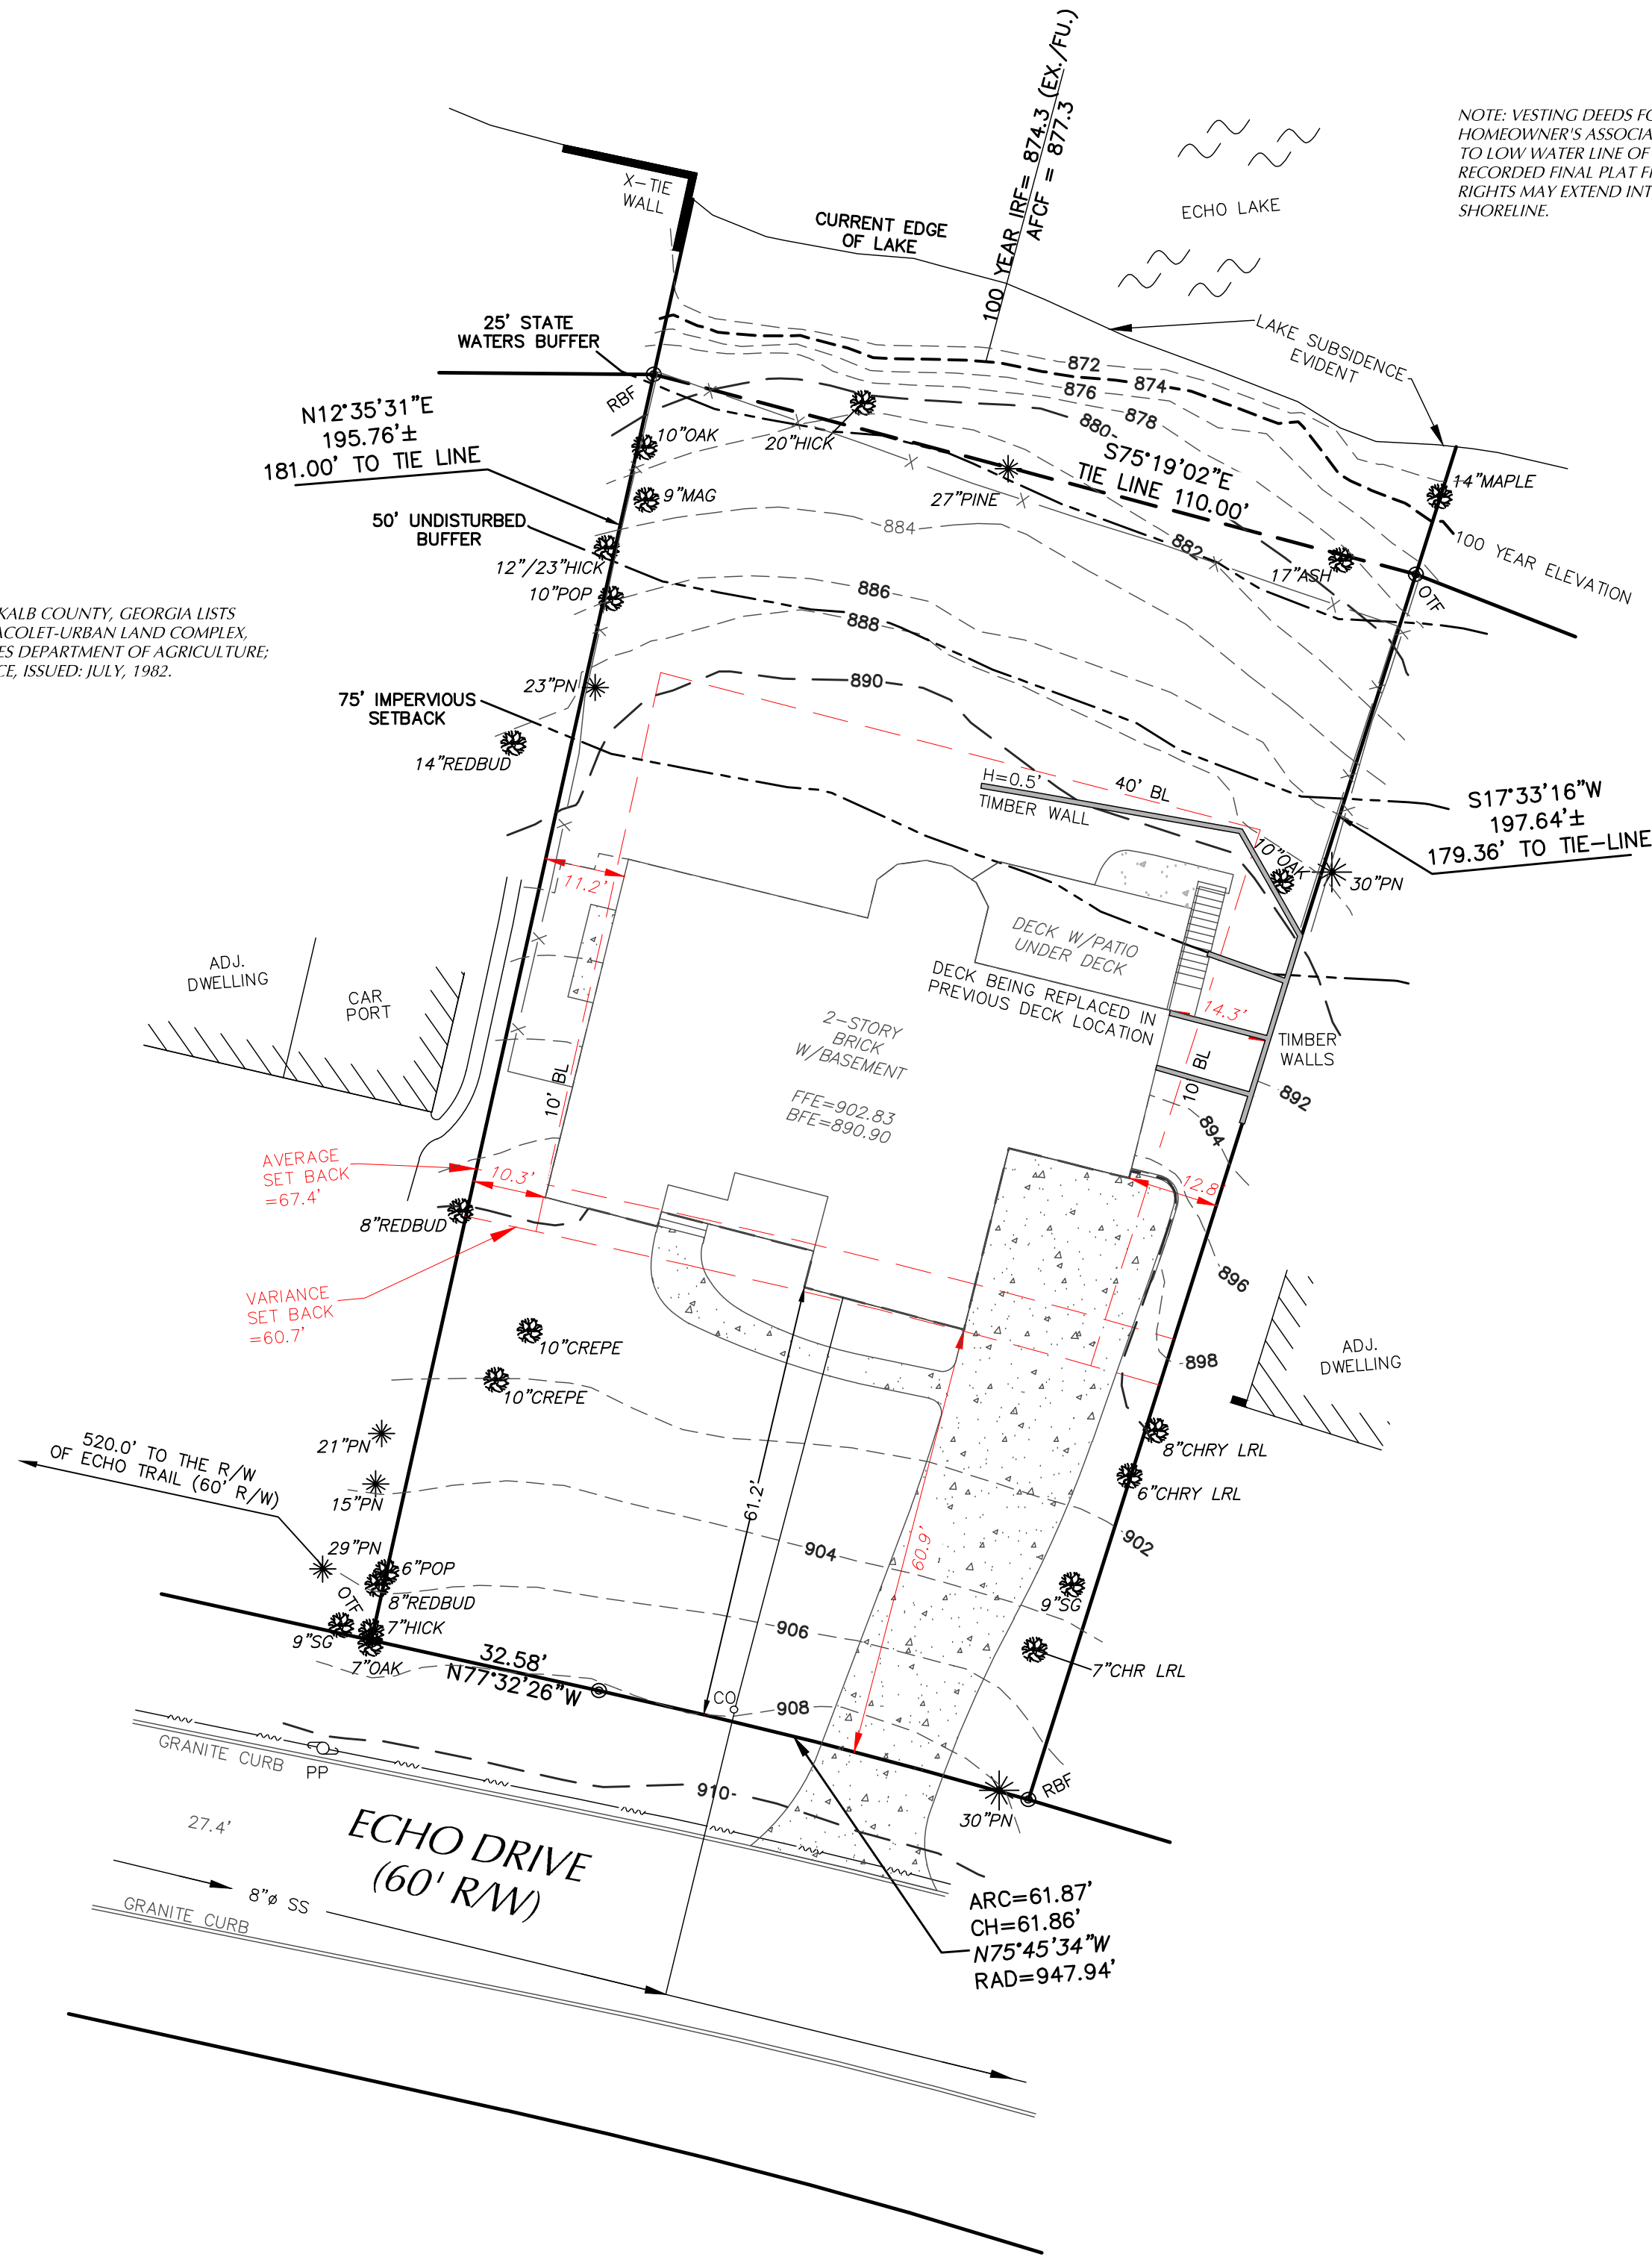 100 YEAR IRF= 874.3 (EX./FU.)
AFCF = 877.3
NOTE: VESTING DEEDS FO
HOMEOWNER'S ASSOCIA
TO LOW WATER LINE OF
RECORDED FINAL PLAT F
RIGHTS MAY EXTEND INT
SHORELINE.
X-TIE
WALL
CURRENT EDGE
OF LAKE
ECHO LAKE
25' STATE
WATERS BUFFER
LAKE SUBSIDENCE
EVIDENT
872
874
876
878
880-
RBF
N12°35'31"E
195.76'±
181.00' TO TIE LINE
10"OAK
20"HICK
S75°19'02"E
TIE LINE 110.00'
9"MAG
27"PINE
14"MAPLE
50' UNDISTURBED
BUFFER
884
882
100 YEAR ELEVATION
12"/23"HICK
10"POP
17"ASH
OTF
886
888
KALB COUNTY, GEORGIA LISTS
ACOLET-URBAN LAND COMPLEX,
ES DEPARTMENT OF AGRICULTURE;
CE, ISSUED: JULY, 1982.
23"PN
890
75' IMPERVIOUS
SETBACK
14"REDBUD
H=0.5'
TIMBER WALL
40' BL
S17°33'16"W
197.64'±
179.36' TO TIE-LINE
10"OAK
30"PN
11.2'
ADJ.
DWELLING
CAR
PORT
DECK W/PATIO
UNDER DECK
DECK BEING REPLACED IN
PREVIOUS DECK LOCATION
14.3'
TIMBER
WALLS
2-STORY
BRICK
W/BASEMENT
FFE=902.83
BFE=890.90
10' BL
10' BL
892
894
AVERAGE
SET BACK
=67.4'
10.3'
12.8'
8"REDBUD
896
VARIANCE
SET BACK
=60.7'
10"CREPE
10"CREPE
898
ADJ.
DWELLING
21"PN
15"PN
8"CHRY LRL
6"CHRY LRL
520.0' TO THE R/W
OF ECHO TRAIL (60' R/W)
61.2'
60.9'
902
904
29"PN
6"POP
OTF
8"REDBUD
9"SG
906
9"SG
7"HICK
7"OAK
32.58'
N77°32'26"W
7"CHR LRL
CO
908
GRANITE CURB
PP
910-
30"PN
RBF
27.4'
ECHO DRIVE
(60' R/W)
8"ø SS
GRANITE CURB
ARC=61.87'
CH=61.86'
N75°45'34"W
RAD=947.94'